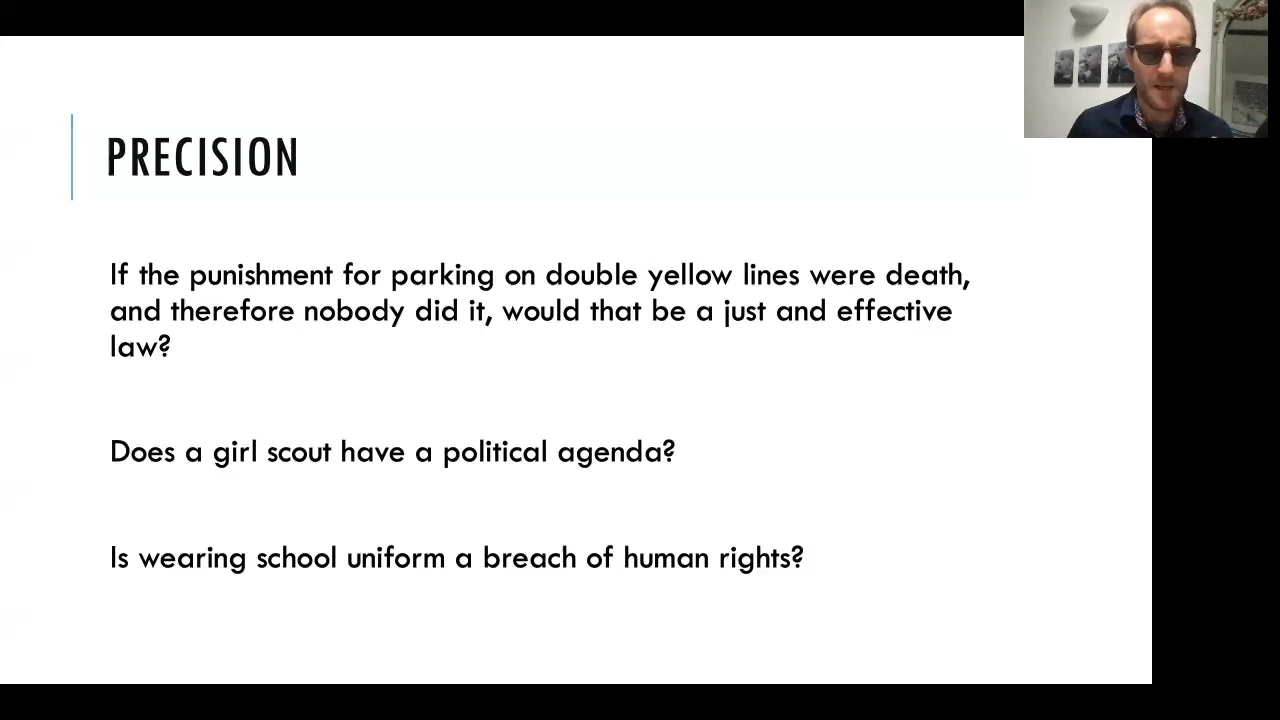 PRECISION
If the punishment for parking on double yellow lines were death,
and therefore nobody did it, would that be a just and effective
law?
Does a girl scout have a political agenda?
Is wearing school uniform a breach of human rights?